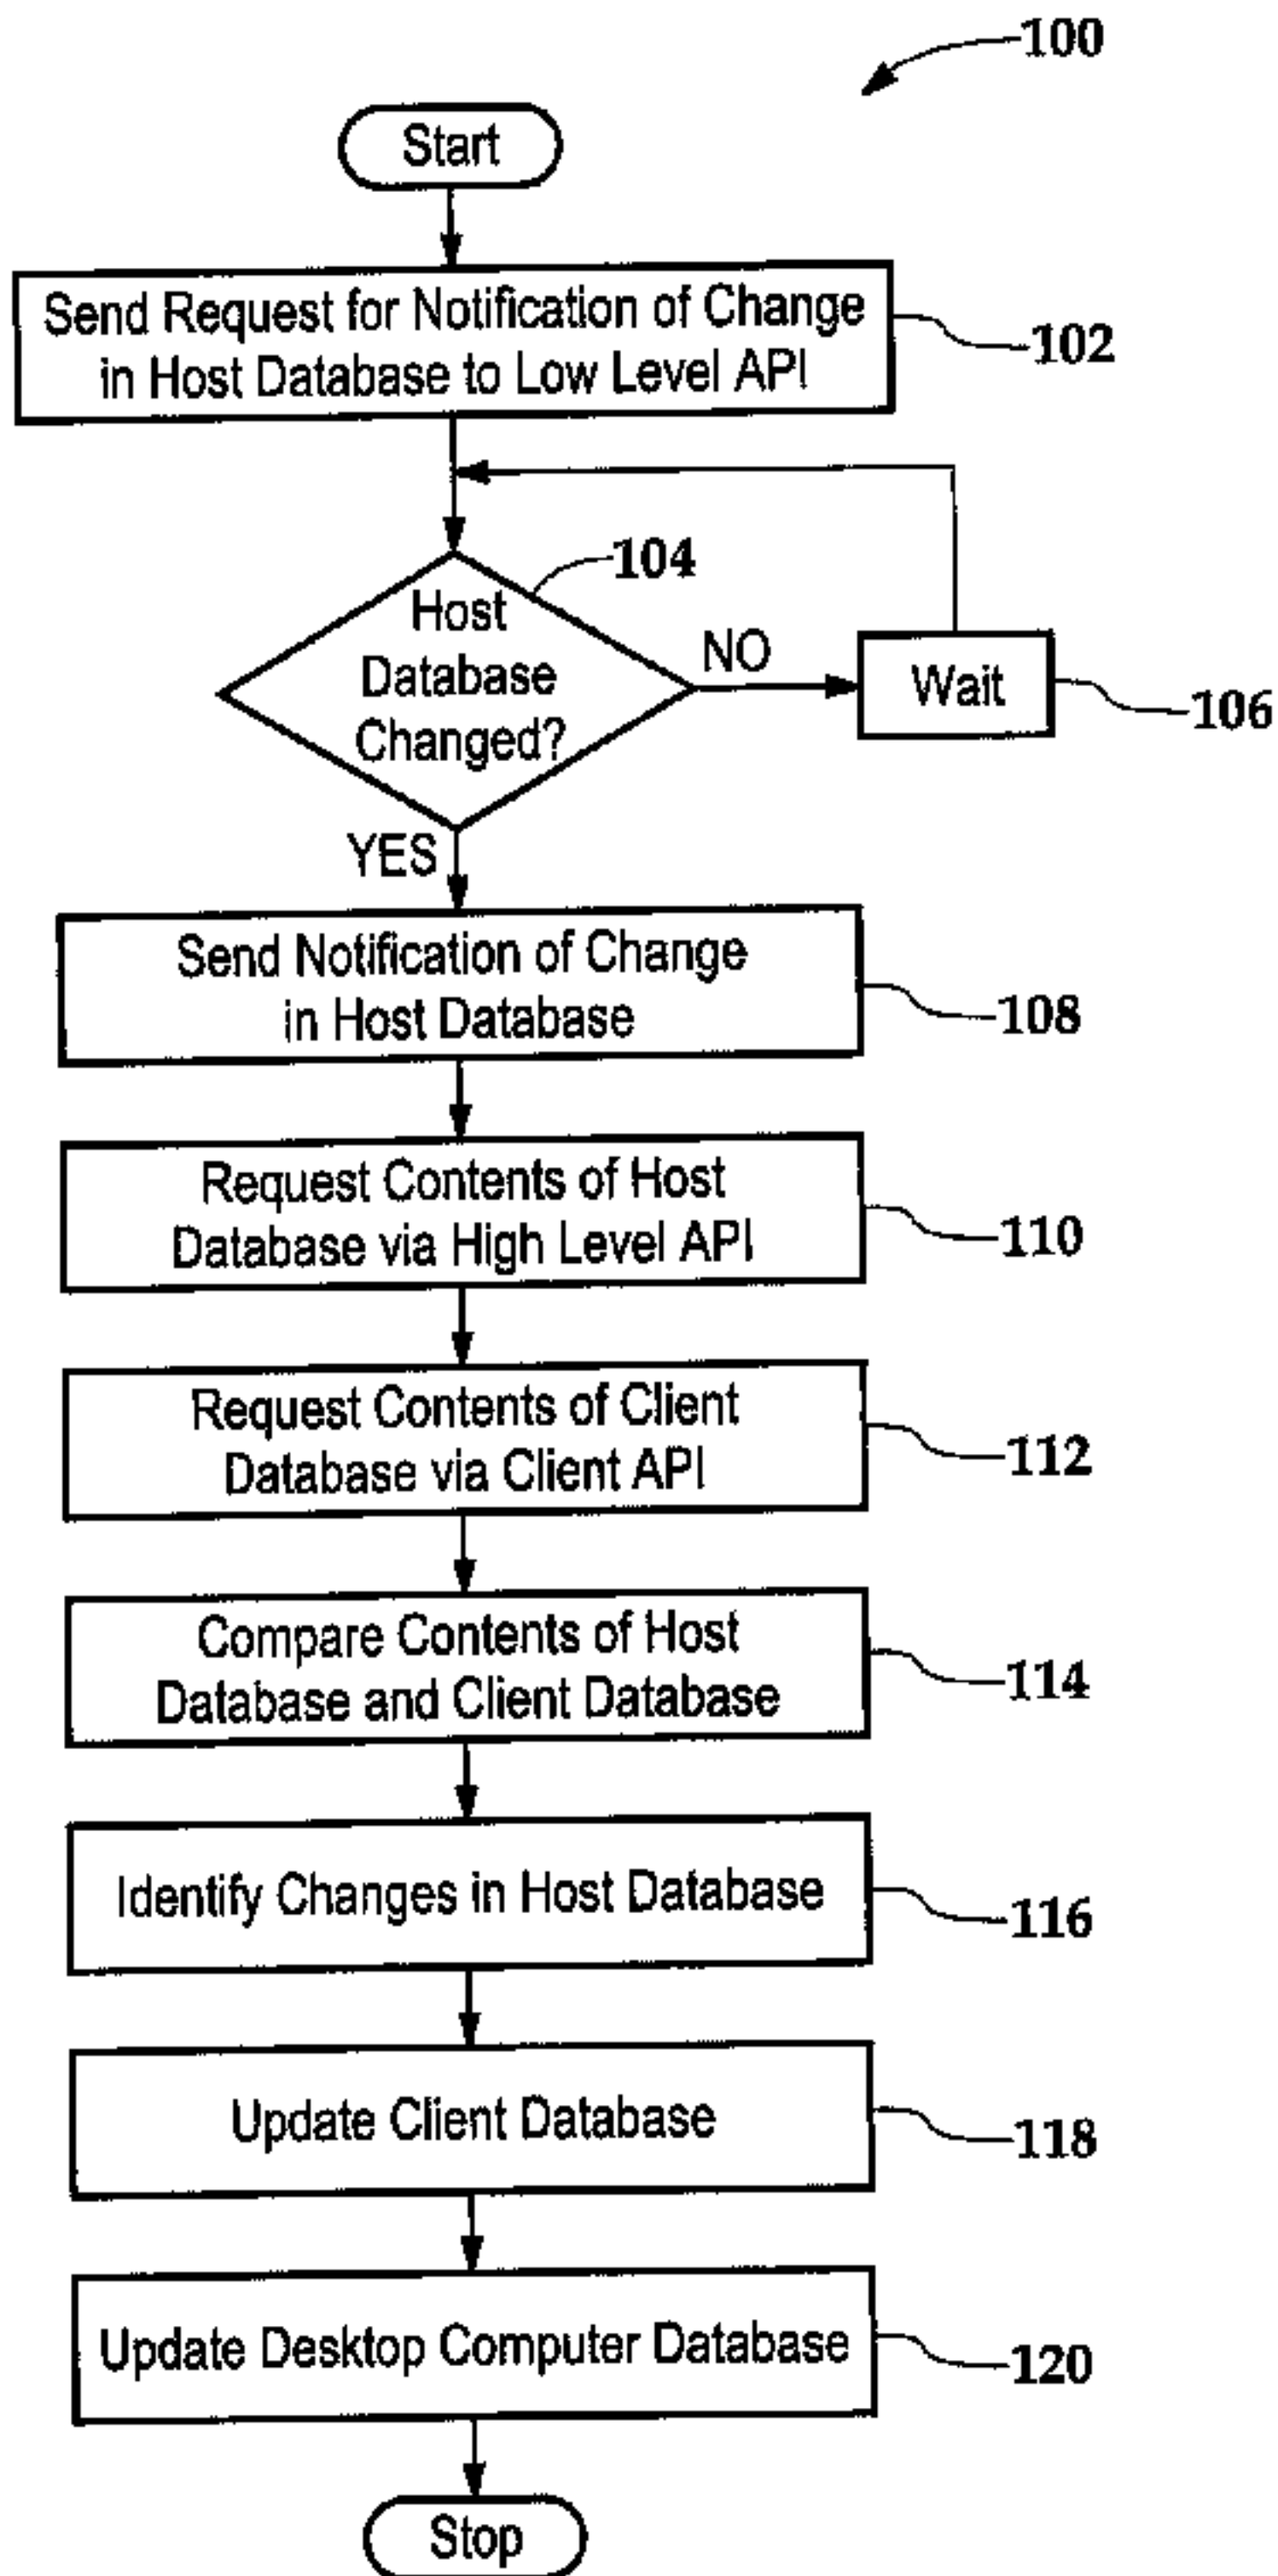 100
Start
Send Request for Notification of Change
in Host Database to Low Level API
102
104
Host
Database
Changed?
NO
Wait
106
YES
Send Notification of Change
in Host Database
108
Request Contents of Host
Database via High Level API
110
Request Contents of Client
Database via Client API
112
Compare Contents of Host
Database and Client Database
114
Identify Changes in Host Database
116
Update Client Database
118
Update Desktop Computer Database
120
Stop